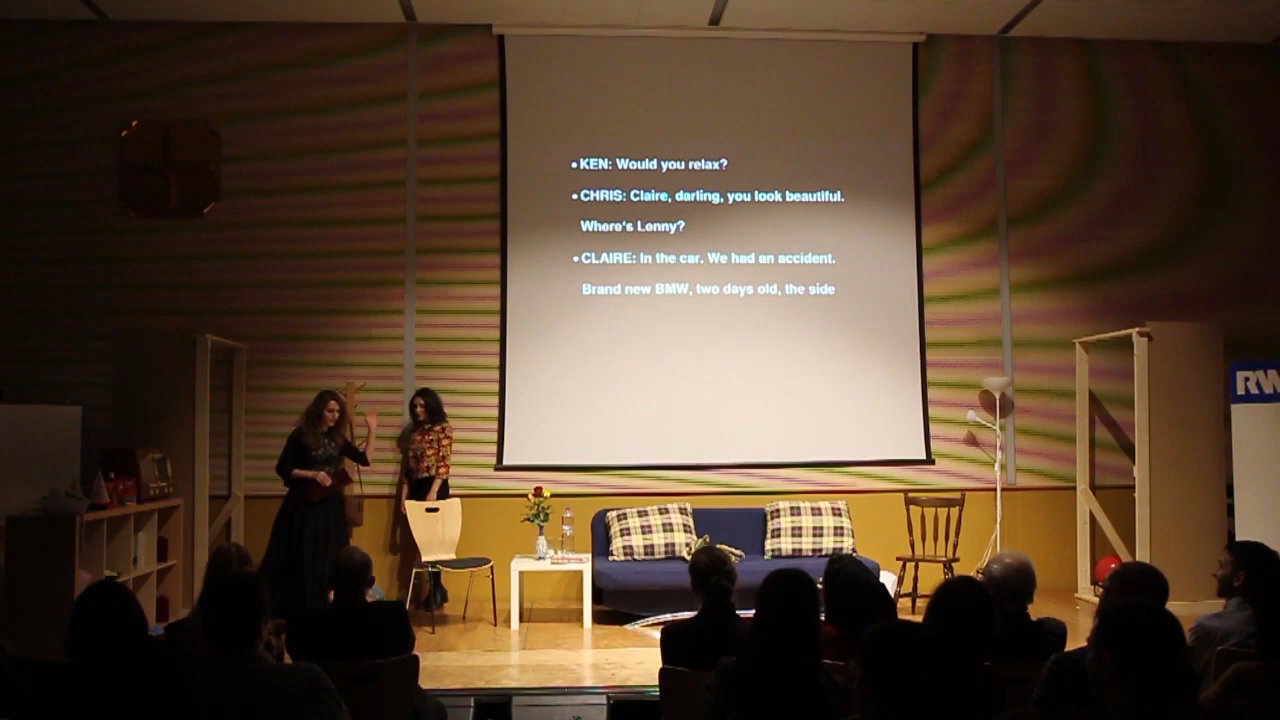 • KEN: Would you relax?
• CHRIS: Claire, darling, you look beautiful.
Where's Lenny?
• CLAIRE: In the car. We had an accident.
Brand new BMW, two days old, the side
RW